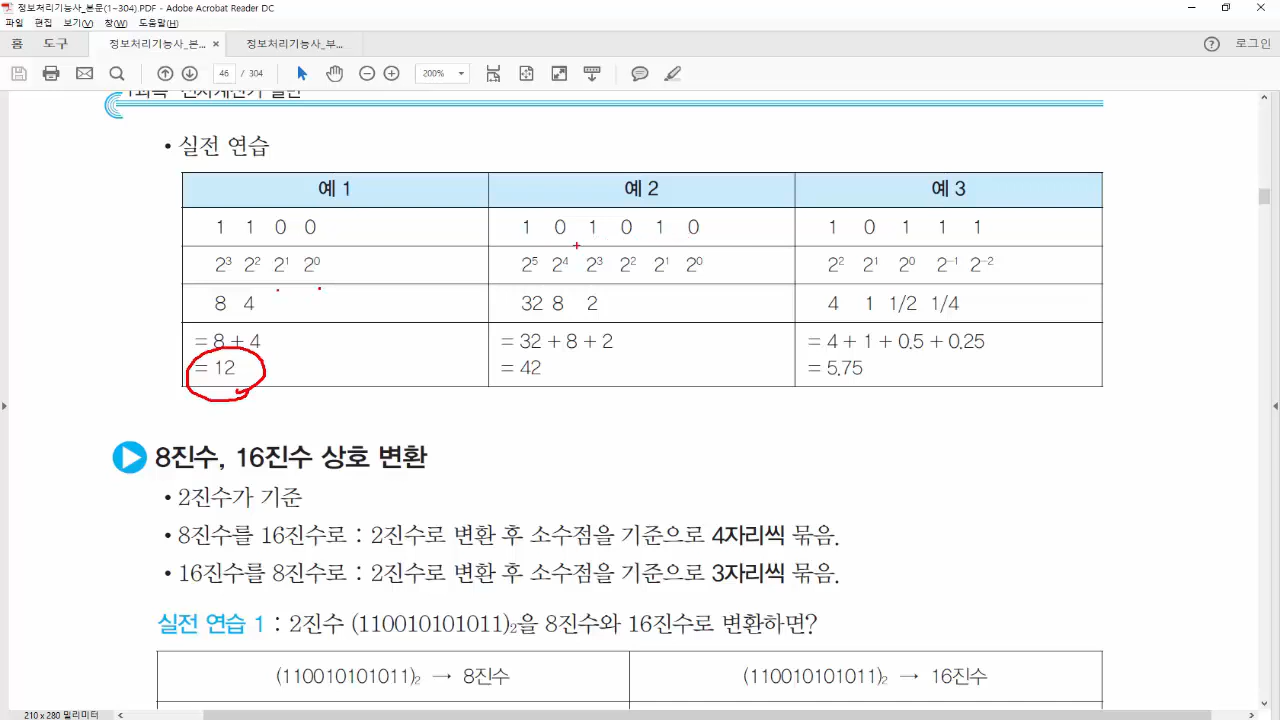 정보처리기능사_본문(1~304).PDF - Adobe Acrobat Reader DC
파일 편집 보기(V) 창(W) 도움말(H)
홈 도구 정보처리기능사_본... × 정보처리기능사_부... 로그인
46 / 304 200%
• 실전 연습
예 1 예 2 예 3
1 1 0 0 1 0 1 0 1 0 1 0 1 1 1
2³ 2² 2¹ 2⁰ 2⁵ 2⁴ 2³ 2² 2¹ 2⁰ 2² 2¹ 2⁰ 2⁻¹ 2⁻²
8 4 32 8 2 4 1 1/2 1/4
= 8 + 4 = 32 + 8 + 2 = 4 + 1 + 0.5 + 0.25
= 12 = 42 = 5.75
8진수, 16진수 상호 변환
• 2진수가 기준
• 8진수를 16진수로 : 2진수로 변환 후 소수점을 기준으로 4자리씩 묶음.
• 16진수를 8진수로 : 2진수로 변환 후 소수점을 기준으로 3자리씩 묶음.
실전 연습 1 : 2진수 (110010101011)₂을 8진수와 16진수로 변환하면?
(110010101011)₂ → 8진수 (110010101011)₂ → 16진수
210 x 280 밀리미터